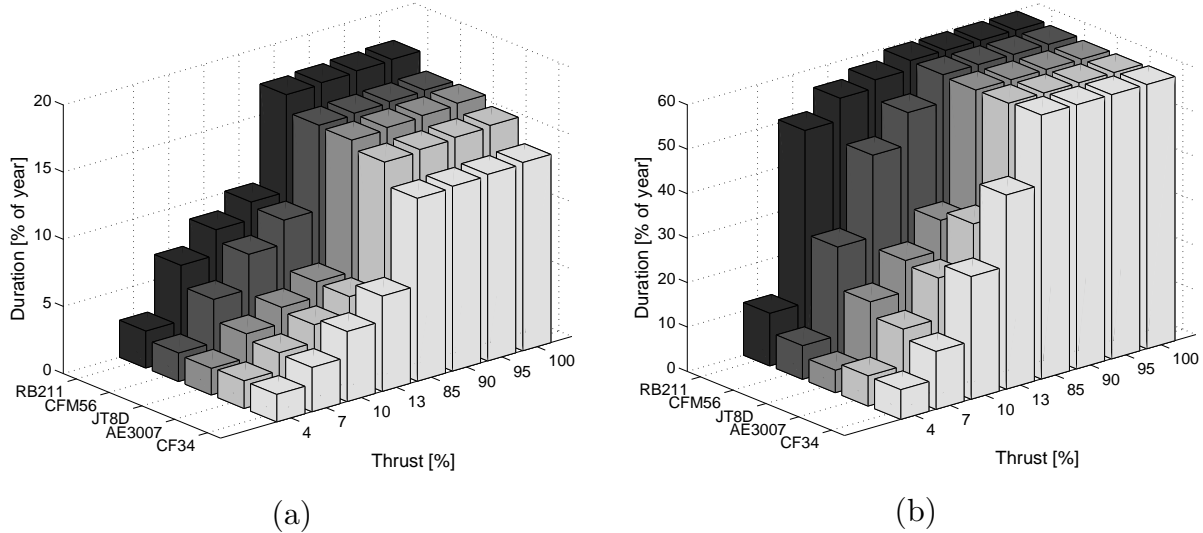 20
15
10
5
0
Duration [% of year]
RB211
CFM56
JT8D
AE3007
CF34
4
7
10
13
85
90
95
100
Thrust [%]
(a)
60
50
40
30
20
10
0
Duration [% of year]
RB211
CFM56
JT8D
AE3007
CF34
4
7
10
13
85
90
95
100
Thrust [%]
(b)